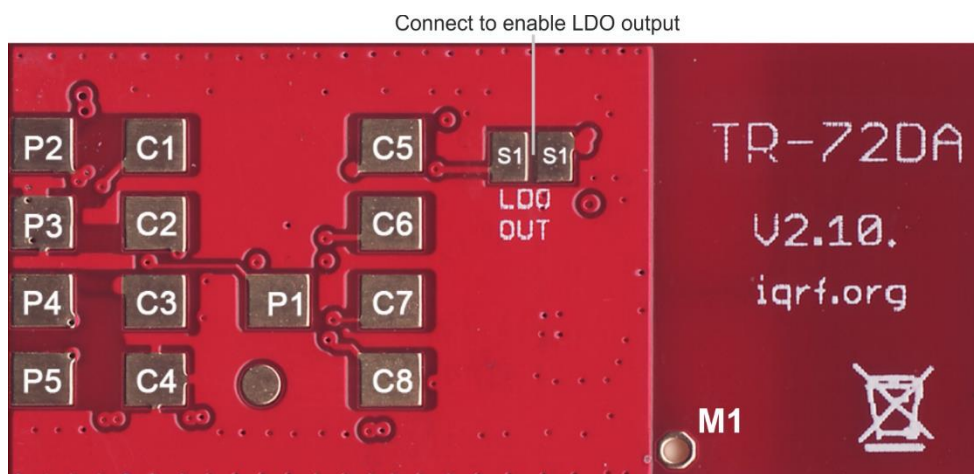 Connect to enable LDO output
P2 C1 C5 S1 S1
TR-72DA
P3 C2 C6
LDO
OUT
V2.10.
P4 C3 P1 C7
iqrf.org
P5 C4 C8
M1